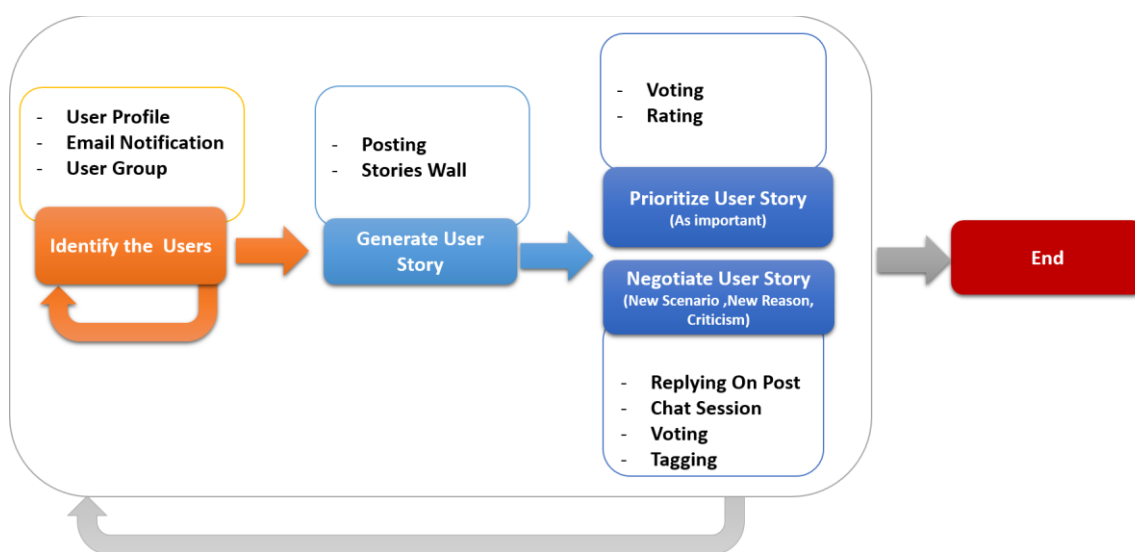 - User Profile
- Email Notification
- User Group
Identify the Users
- Posting
- Stories Wall
Generate User
Story
- Voting
- Rating
Prioritize User Story
(As important)
Negotiate User Story
(New Scenario ,New Reason,
Criticism)
- Replying On Post
- Chat Session
- Voting
- Tagging
End